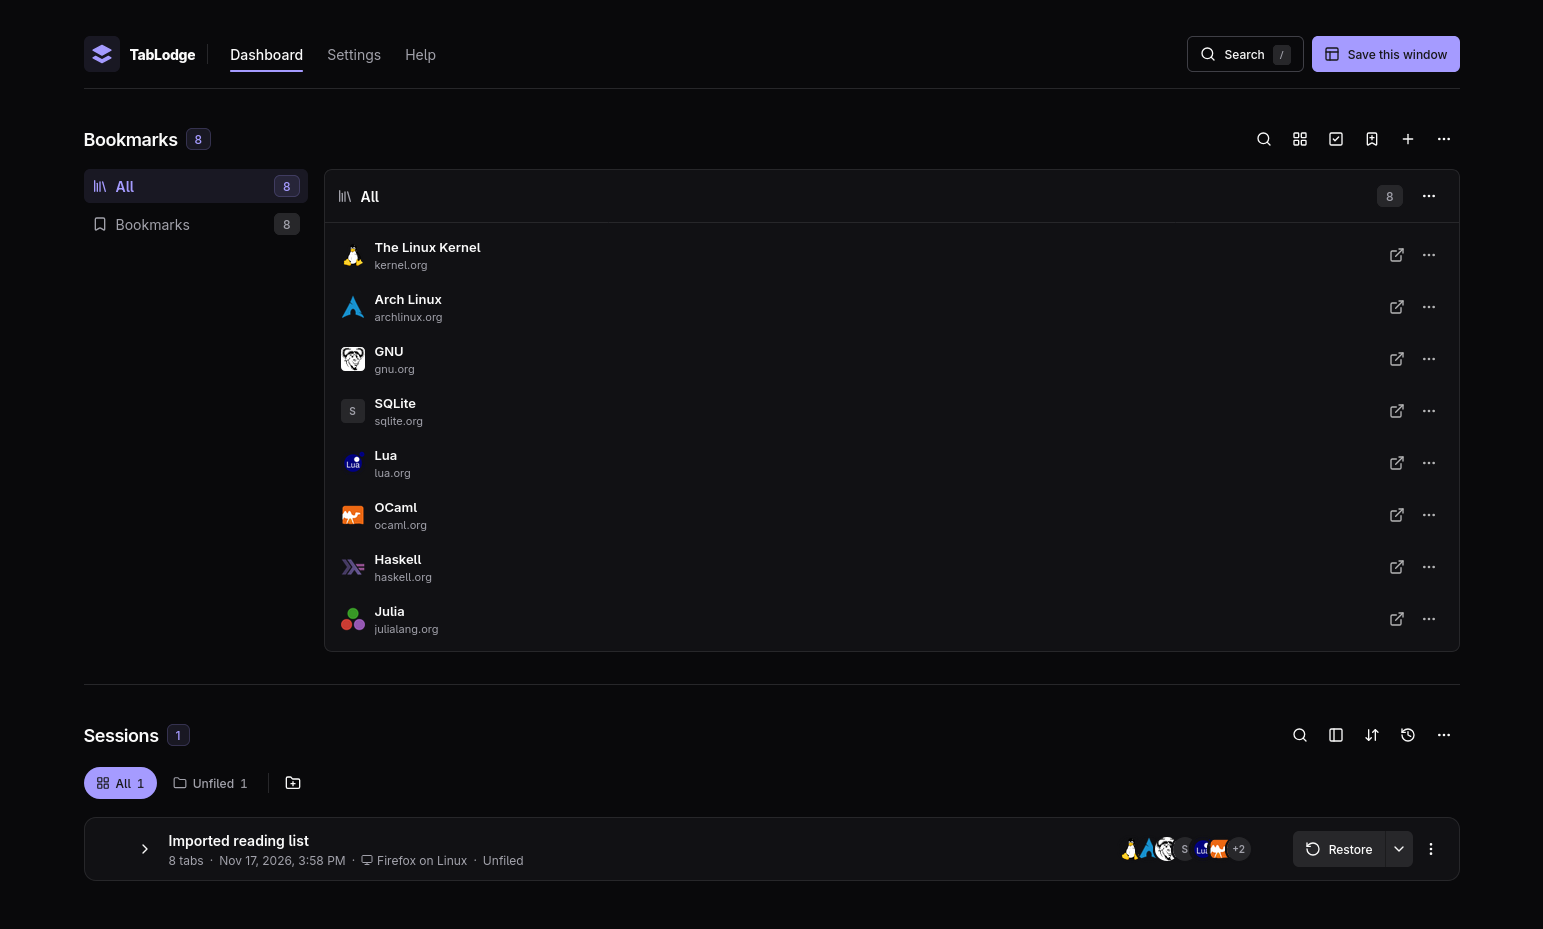 TabLodge
Dashboard
Settings
Help
Search /
Save this window
Bookmarks 8
All 8
Bookmarks 8
All 8
The Linux Kernel
kernel.org
Arch Linux
archlinux.org
GNU
gnu.org
S
SQLite
sqlite.org
Lua
Lua
lua.org
OCaml
ocaml.org
Haskell
haskell.org
Julia
julialang.org
Sessions 1
All 1
Unfiled 1
Imported reading list
8 tabs · Nov 17, 2026, 3:58 PM · Firefox on Linux · Unfiled
S
Lua
+2
Restore